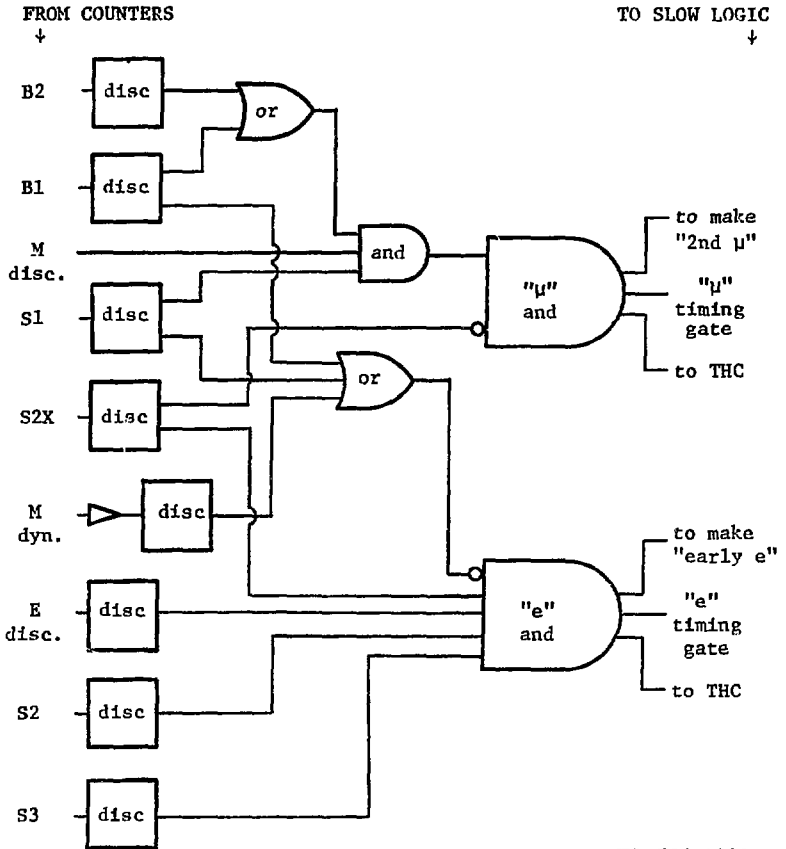 FROM COUNTERS
TO SLOW LOGIC
B2
disc
or
B1
disc
M
disc.
and
to make
"2nd μ"
"μ"
and
"μ"
timing
gate
S1
disc
to THC
or
S2X
disc
M
dyn.
disc
to make
"early e"
E
disc.
disc
"e"
and
"e"
timing
gate
S2
disc
to THC
S3
disc